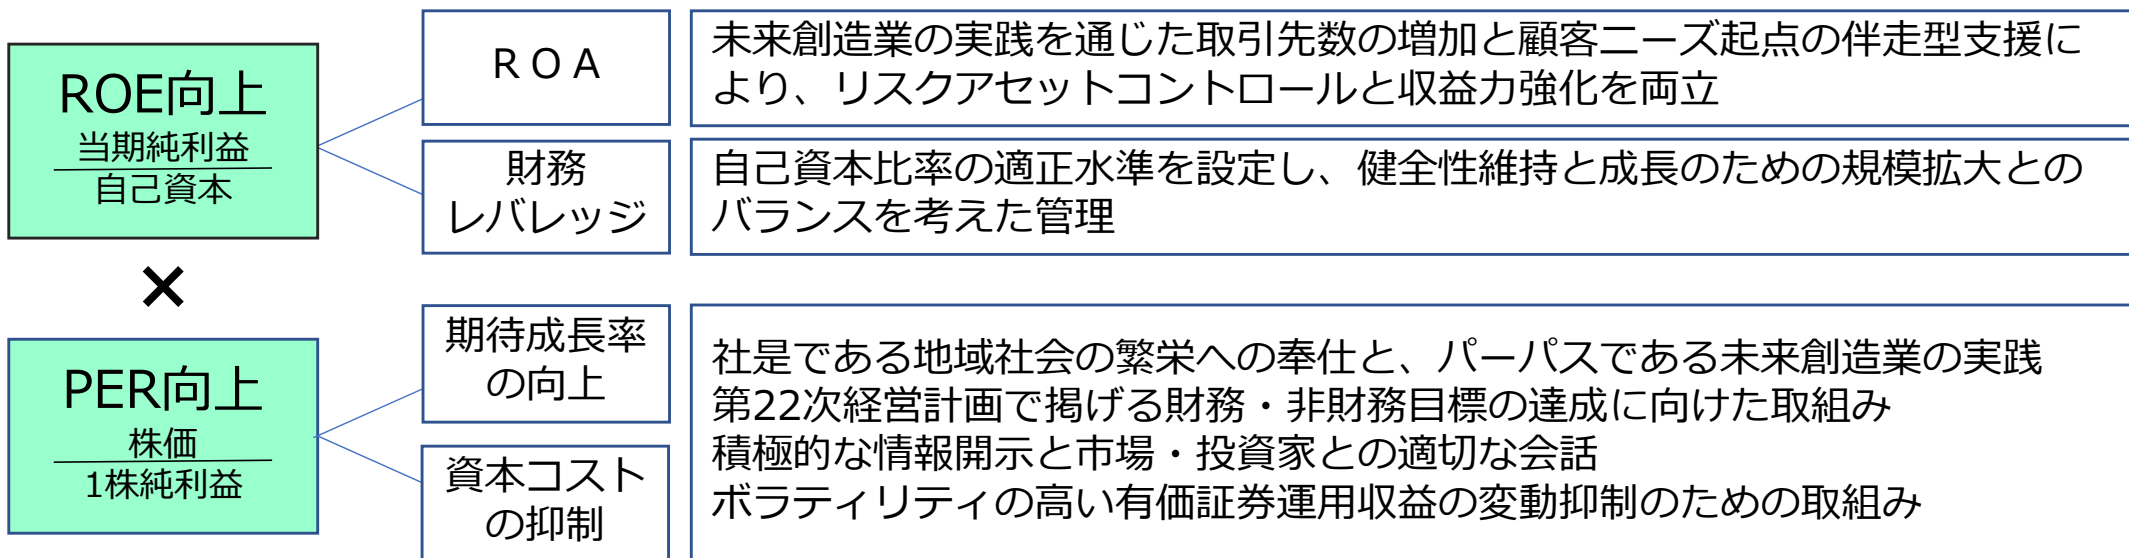 ROE向上
当期純利益
自己資本
ＲＯＡ
未来創造業の実践を通じた取引先数の増加と顧客ニーズ起点の伴走型支援に
より、リスクアセットコントロールと収益力強化を両立
財務
レバレッジ
自己資本比率の適正水準を設定し、健全性維持と成長のための規模拡大との
バランスを考えた管理
×
PER向上
株価
1株純利益
期待成長率
の向上
資本コスト
の抑制
社是である地域社会の繁栄への奉仕と、パーパスである未来創造業の実践
第22次経営計画で掲げる財務・非財務目標の達成に向けた取組み
積極的な情報開示と市場・投資家との適切な会話
ボラティリティの高い有価証券運用収益の変動抑制のための取組み